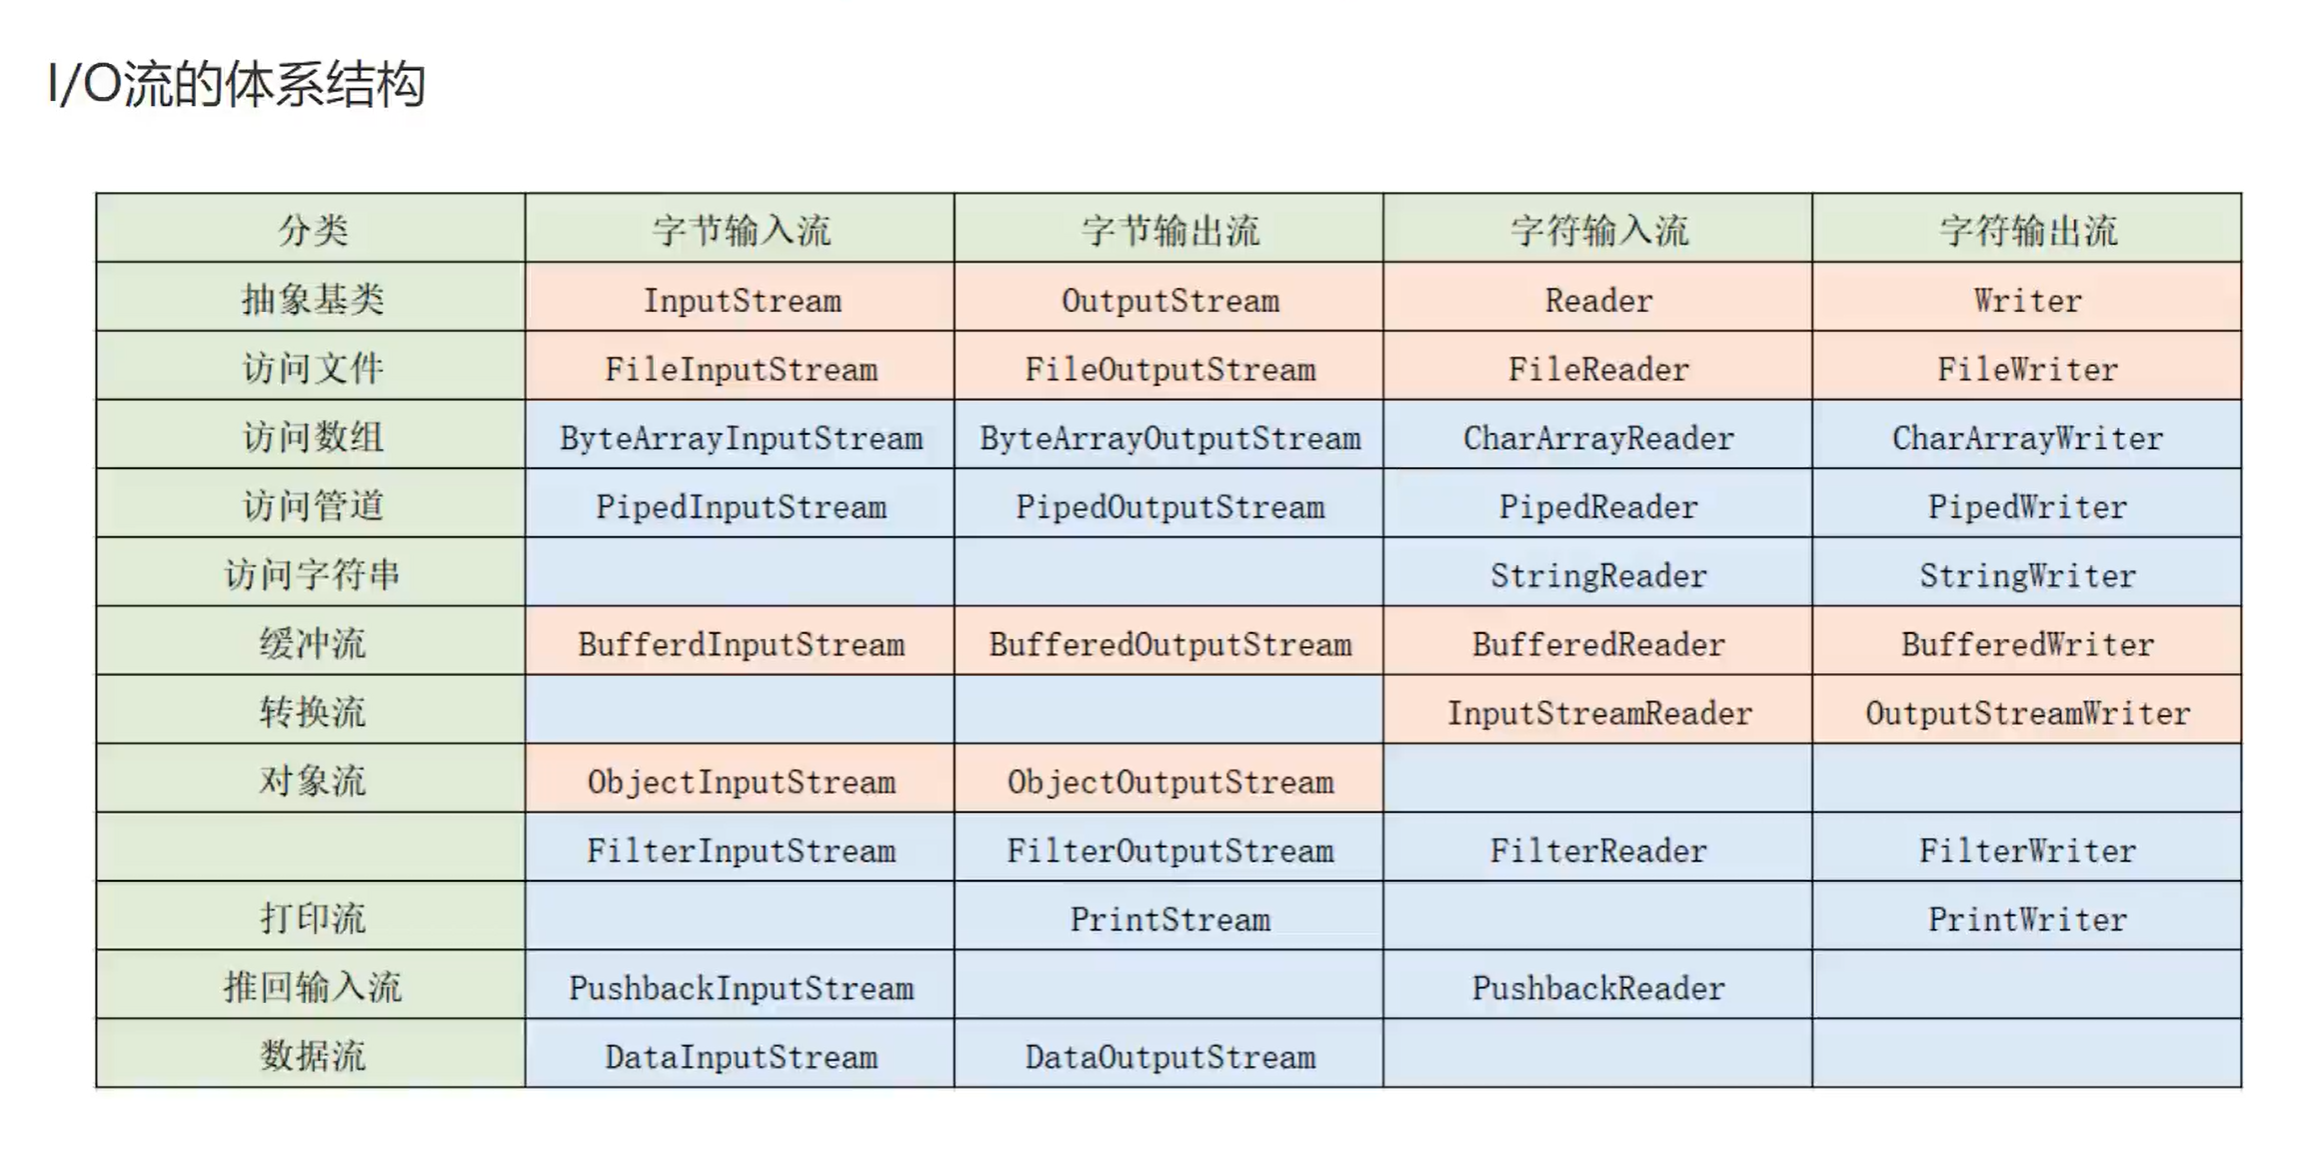 I/O流的体系结构
分类 字节输入流 字节输出流 字符输入流 字符输出流
抽象基类 InputStream OutputStream Reader Writer
访问文件 FileInputStream FileOutputStream FileReader FileWriter
访问数组 ByteArrayInputStream ByteArrayOutputStream CharArrayReader CharArrayWriter
访问管道 PipedInputStream PipedOutputStream PipedReader PipedWriter
访问字符串 StringReader StringWriter
缓冲流 BufferdInputStream BufferedOutputStream BufferedReader BufferedWriter
转换流 InputStreamReader OutputStreamWriter
对象流 ObjectInputStream ObjectOutputStream
FilterInputStream FilterOutputStream FilterReader FilterWriter
打印流 PrintStream PrintWriter
推回输入流 PushbackInputStream PushbackReader
数据流 DataInputStream DataOutputStream